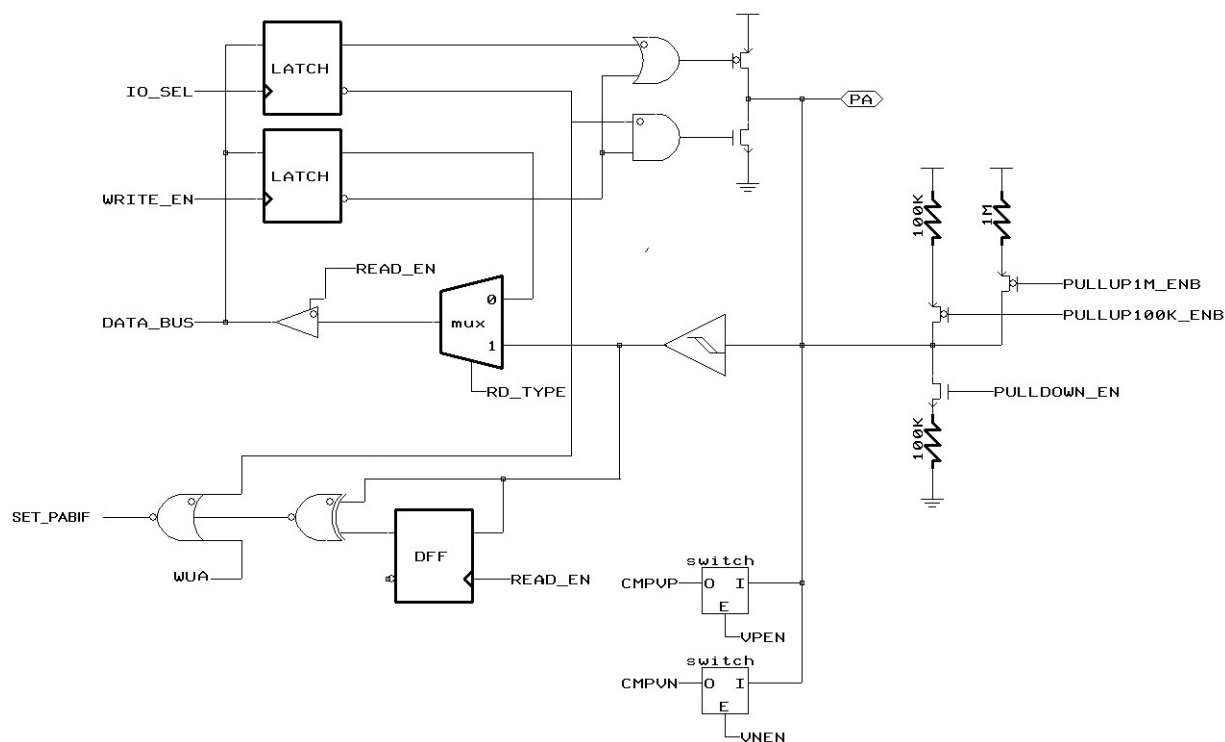 LATCH
IO_SEL
PA
LATCH
WRITE_EN
100K
1M
READ_EN
PULLUP1M_ENB
0
DATA_BUS
mux
PULLUP100K_ENB
1
RD_TYPE
PULLDOWN_EN
100K
SET_PABIF
DFF
WUA
READ_EN
switch
CMPVP
O I
E
VPEN
switch
CMPVN
O I
E
VNEN